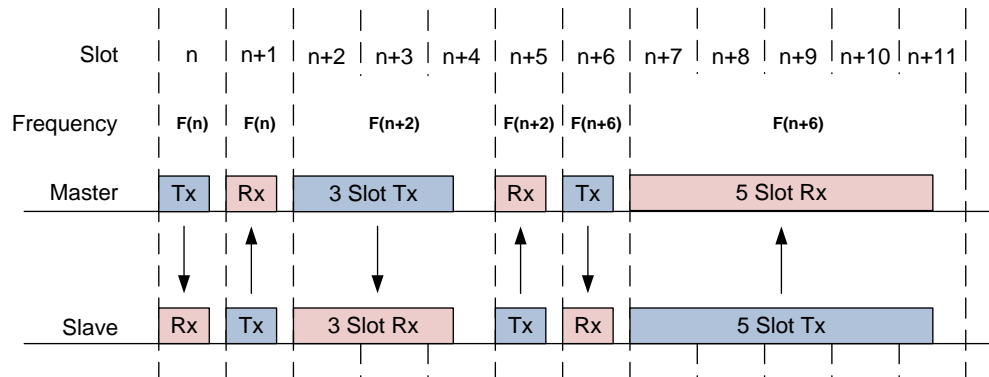 Slot n n+1 n+2 n+3 n+4 n+5 n+6 n+7 n+8 n+9 n+10 n+11
Frequency F(n) F(n) F(n+2) F(n+2) F(n+6) F(n+6)
Master Tx Rx 3 Slot Tx Rx Tx 5 Slot Rx
Slave Rx Tx 3 Slot Rx Tx Rx 5 Slot Tx